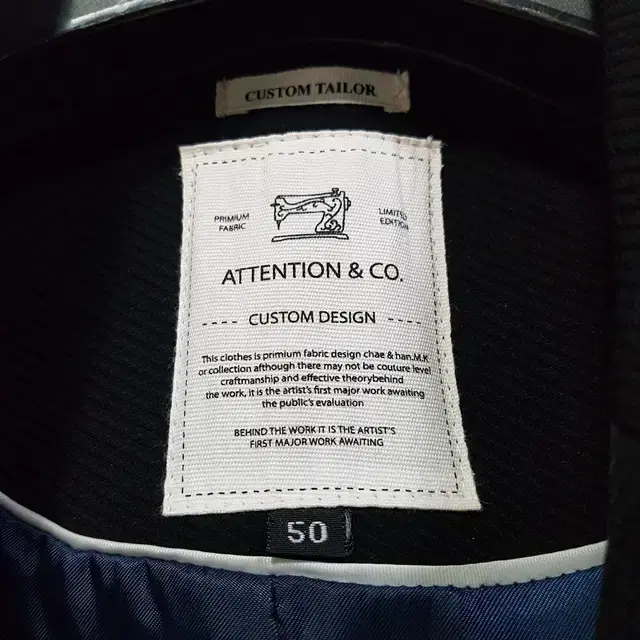 CUSTOM TAILOR
PRIMIUM
FABRIC
LIMITED
EDITION
ATTENTION & CO.
CUSTOM DESIGN
This clothes is primium fabric design chae & han.M.K
or collection afthough there may not be couture level
craftmanship and effective theorybehind
the work, it is the artist's first major work awaiting
the public's evaluation
BEHIND THE WORK IT IS THE ARTIST'S
FIRST MAJOR WORK AWAITING
50